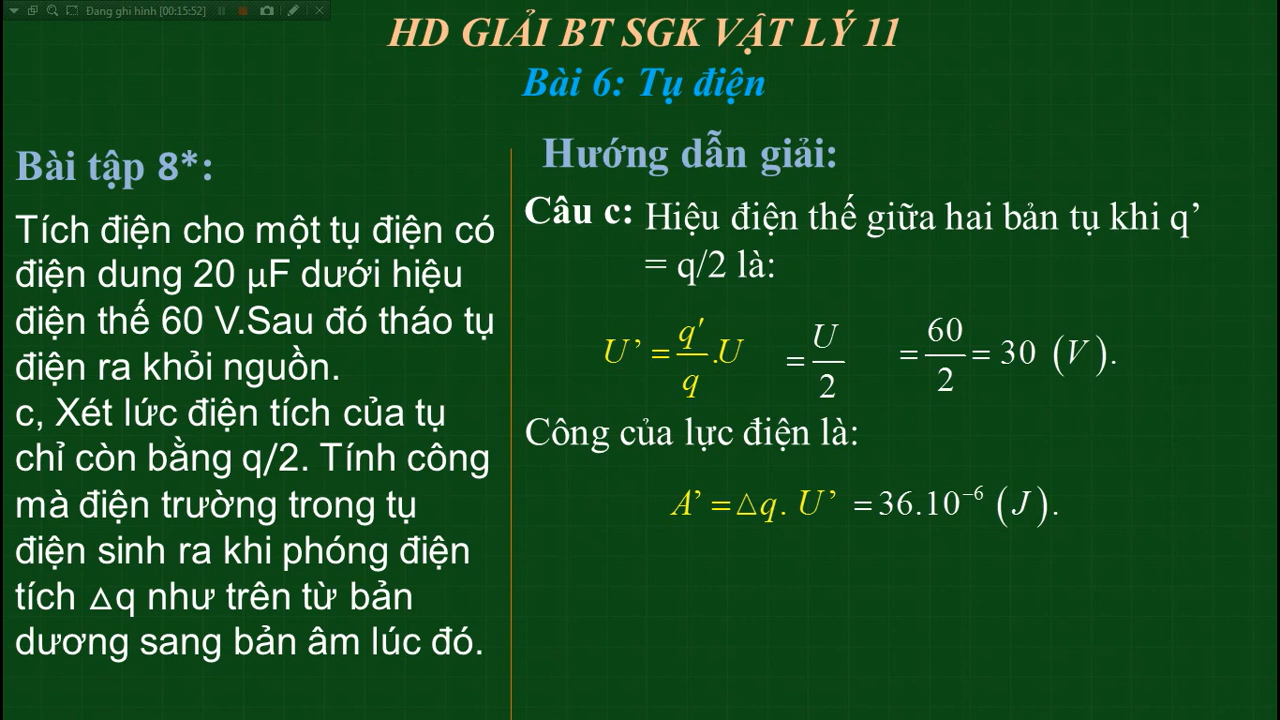 Đang ghi hình [00:15:52]
HD GIẢI BT SGK VẬT LÝ 11
Bài 6: Tụ điện
Bài tập 8*:
Tích điện cho một tụ điện có
điện dung 20 μF dưới hiệu
điện thế 60 V.Sau đó tháo tụ
điện ra khỏi nguồn.
c, Xét lức điện tích của tụ
chỉ còn bằng q/2. Tính công
mà điện trường trong tụ
điện sinh ra khi phóng điện
tích △q như trên từ bản
dương sang bản âm lúc đó.
Hướng dẫn giải:
Câu c: Hiệu điện thế giữa hai bản tụ khi q’
= q/2 là:
U’ = q′/q .U = U/2 = 60/2 = 30 (V).
Công của lực điện là:
A’ = △q. U’ = 36.10⁻⁶ (J).